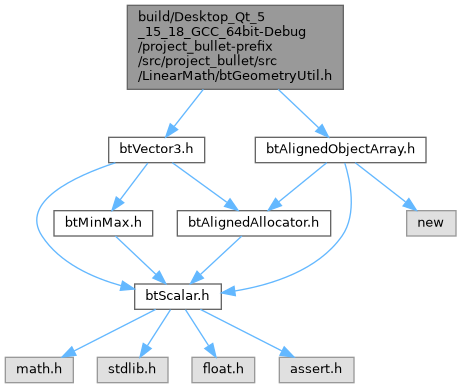 build/Desktop_Qt_5
_15_18_GCC_64bit-Debug
/project_bullet-prefix
/src/project_bullet/src
/LinearMath/btGeometryUtil.h
btVector3.h
btAlignedObjectArray.h
btMinMax.h
btAlignedAllocator.h
new
btScalar.h
math.h
stdlib.h
float.h
assert.h